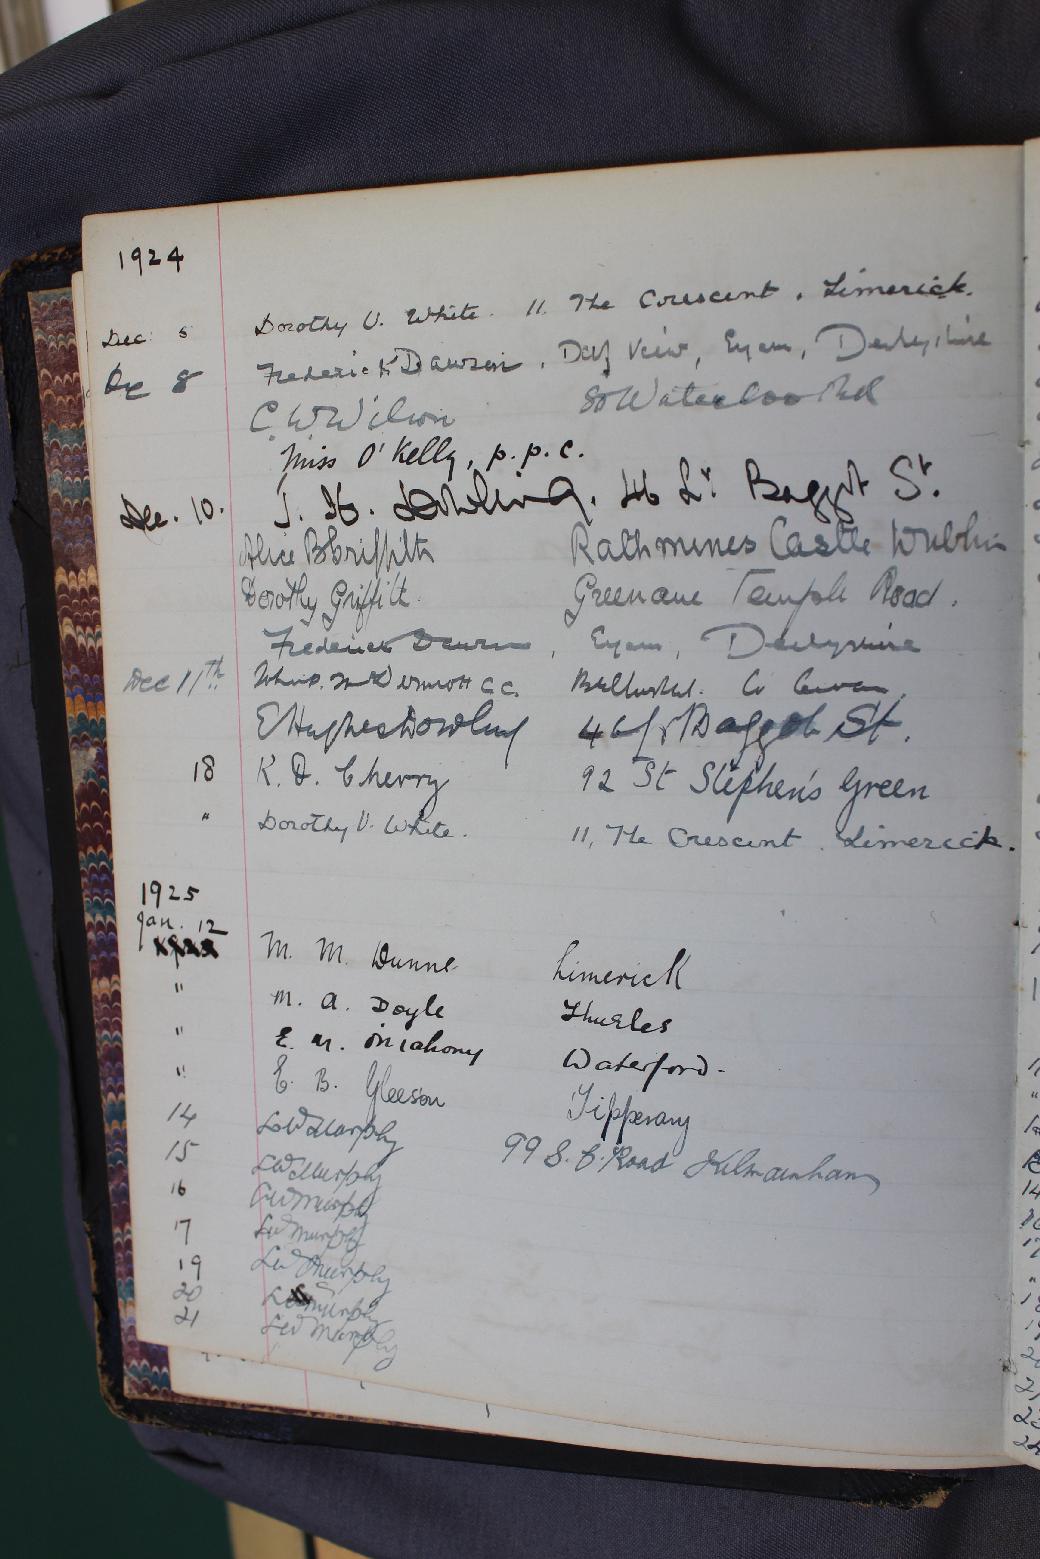 1924
Dec 5 Dorothy V. White. 11. The Crescent, Limerick.
Dec 8 Frederick Dawson, View, Eyam, Derbyshire
C. W Wilson 80 Waterloo Rd
Miss O'Kelly, p.p.c.
Dec. 10. J. H. Dowling. 46 Lr. Baggot St.
Alice B Griffith Rathmines Castle Dublin
Dorothy Griffith. Greenane Temple Road.
Frederick Dawson, Eyam, Derbyshire
Dec 11th McDermott C.C. Co Cavan,
E Hughes Dowling 46 Lr Baggot St.
18 K. D. Cherry 92 St Stephen's Green
" Dorothy V. White. 11, The Crescent. Limerick.
1925
Jan. 12
M. M. Dunne Limerick
" M. A. Doyle Thurles
" E. M. O'Mahony Waterford.
" E. B. Gleeson Tipperary
14 L W Murphy 99 S. C. Road Kilmainham
15 L W Murphy
16 L W Murphy
17 L W Murphy
19 L W Murphy
20 L W Murphy
21 L W Murphy